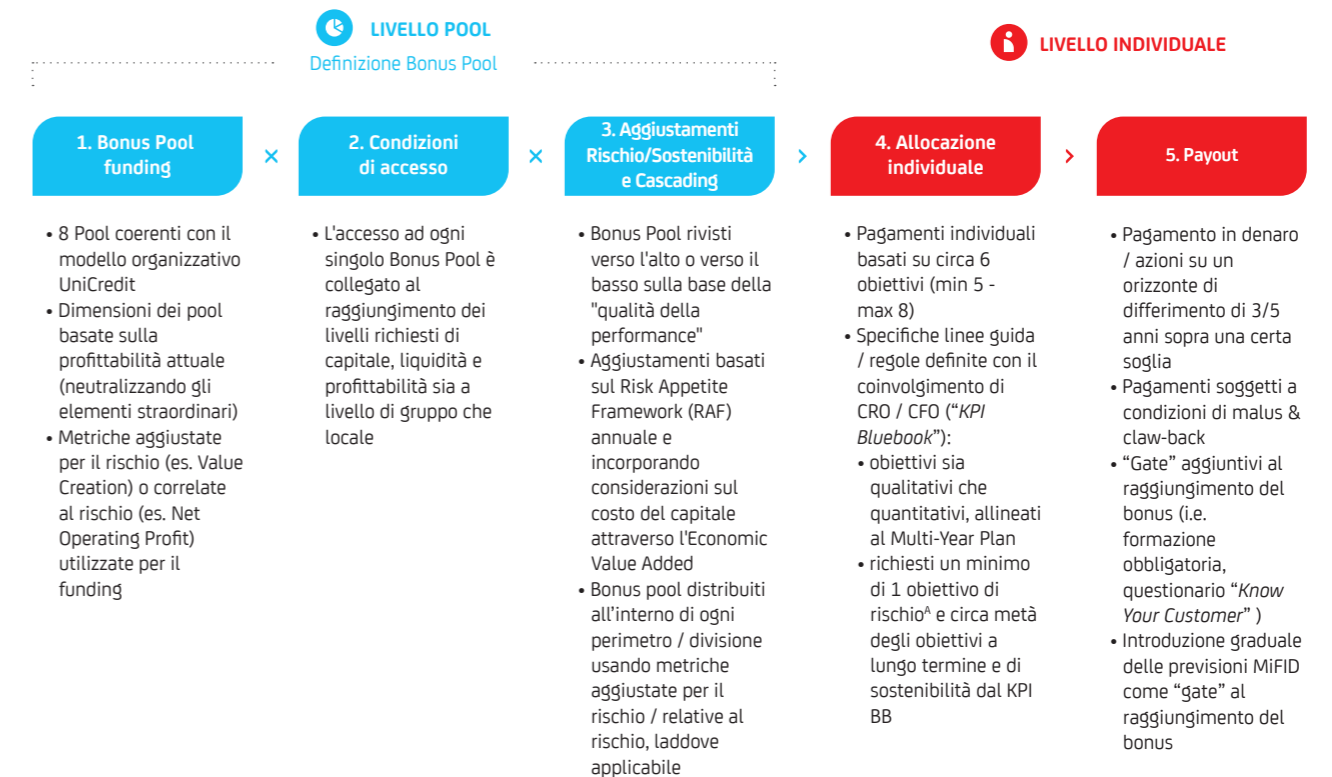 LIVELLO POOL
Definizione Bonus Pool
LIVELLO INDIVIDUALE
1. Bonus Pool
funding
×
2. Condizioni
di accesso
×
3. Aggiustamenti
Rischio/Sostenibilità
e Cascading
>
4. Allocazione
individuale
>
5. Payout
• 8 Pool coerenti con il
modello organizzativo
UniCredit
• Dimensioni dei pool
basate sulla
profittabilità attuale
(neutralizzando gli
elementi straordinari)
• Metriche aggiustate
per il rischio (es. Value
Creation) o correlate
al rischio (es. Net
Operating Profit)
utilizzate per il
funding
• L'accesso ad ogni
singolo Bonus Pool è
collegato al
raggiungimento dei
livelli richiesti di
capitale, liquidità e
profittabilità sia a
livello di gruppo che
locale
• Bonus Pool rivisti
verso l'alto o verso il
basso sulla base della
"qualità della
performance"
• Aggiustamenti basati
sul Risk Appetite
Framework (RAF)
annuale e
incorporando
considerazioni sul
costo del capitale
attraverso l'Economic
Value Added
• Bonus pool distribuiti
all’interno di ogni
perimetro / divisione
usando metriche
aggiustate per il
rischio / relative al
rischio, laddove
applicabile
• Pagamenti individuali
basati su circa 6
obiettivi (min 5 -
max 8)
• Specifiche linee guida
/ regole definite con il
coinvolgimento di
CRO / CFO (“KPI
Bluebook”):
• obiettivi sia
qualitativi che
quantitativi, allineati
al Multi-Year Plan
• richiesti un minimo
di 1 obiettivo di
rischioᴬ e circa metà
degli obiettivi a
lungo termine e di
sostenibilità dal KPI
BB
• Pagamento in denaro
/ azioni su un
orizzonte di
differimento di 3/5
anni sopra una certa
soglia
• Pagamenti soggetti a
condizioni di malus &
claw-back
• “Gate” aggiuntivi al
raggiungimento del
bonus (i.e.
formazione
obbligatoria,
questionario “Know
Your Customer” )
• Introduzione graduale
delle previsioni MiFID
come “gate” al
raggiungimento del
bonus